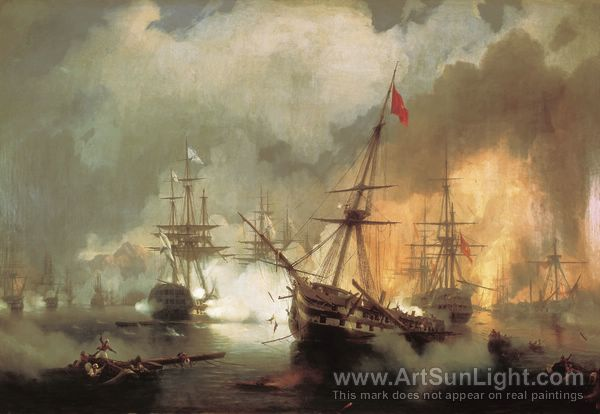 www.ArtSunLight.com
This mark does not appear on real paintings